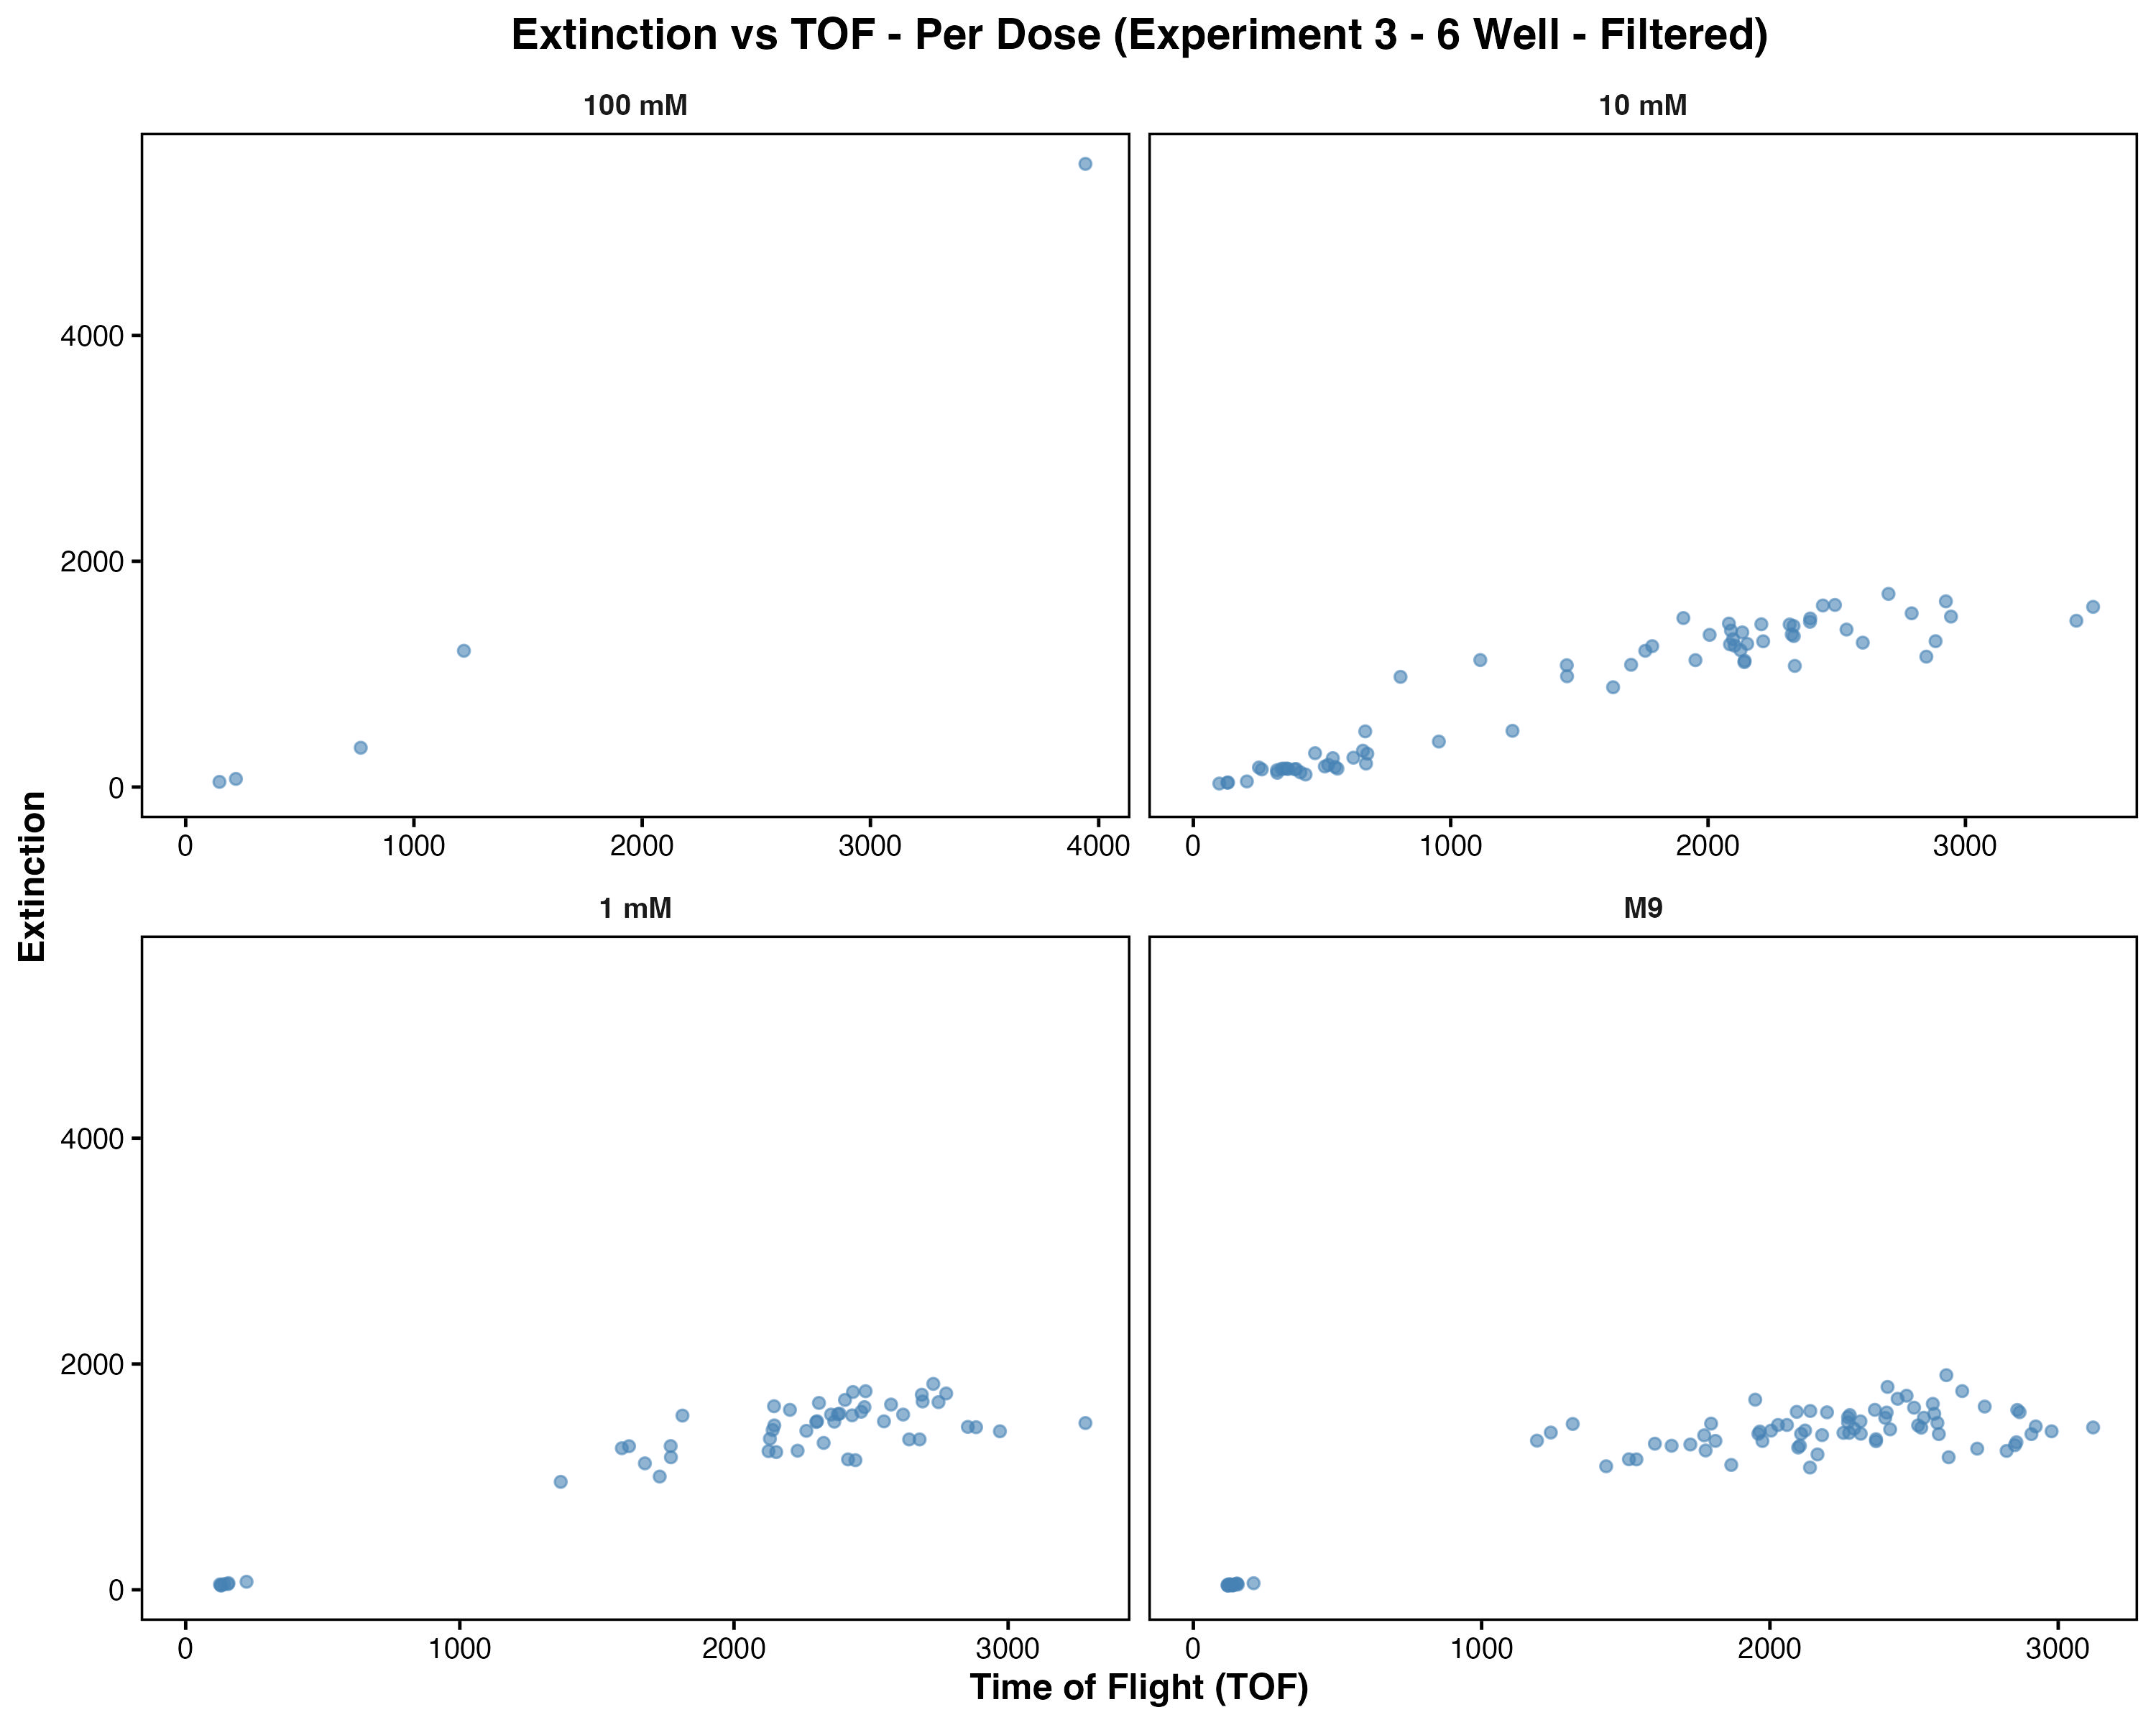 Extinction vs TOF - Per Dose (Experiment 3 - 6 Well - Filtered)
100 mM
10 mM
4000
2000
0
0 1000 2000 3000 4000
0 1000 2000 3000
Extinction
1 mM
M9
4000
2000
0
0 1000 2000 3000
0 1000 2000 3000
Time of Flight (TOF)